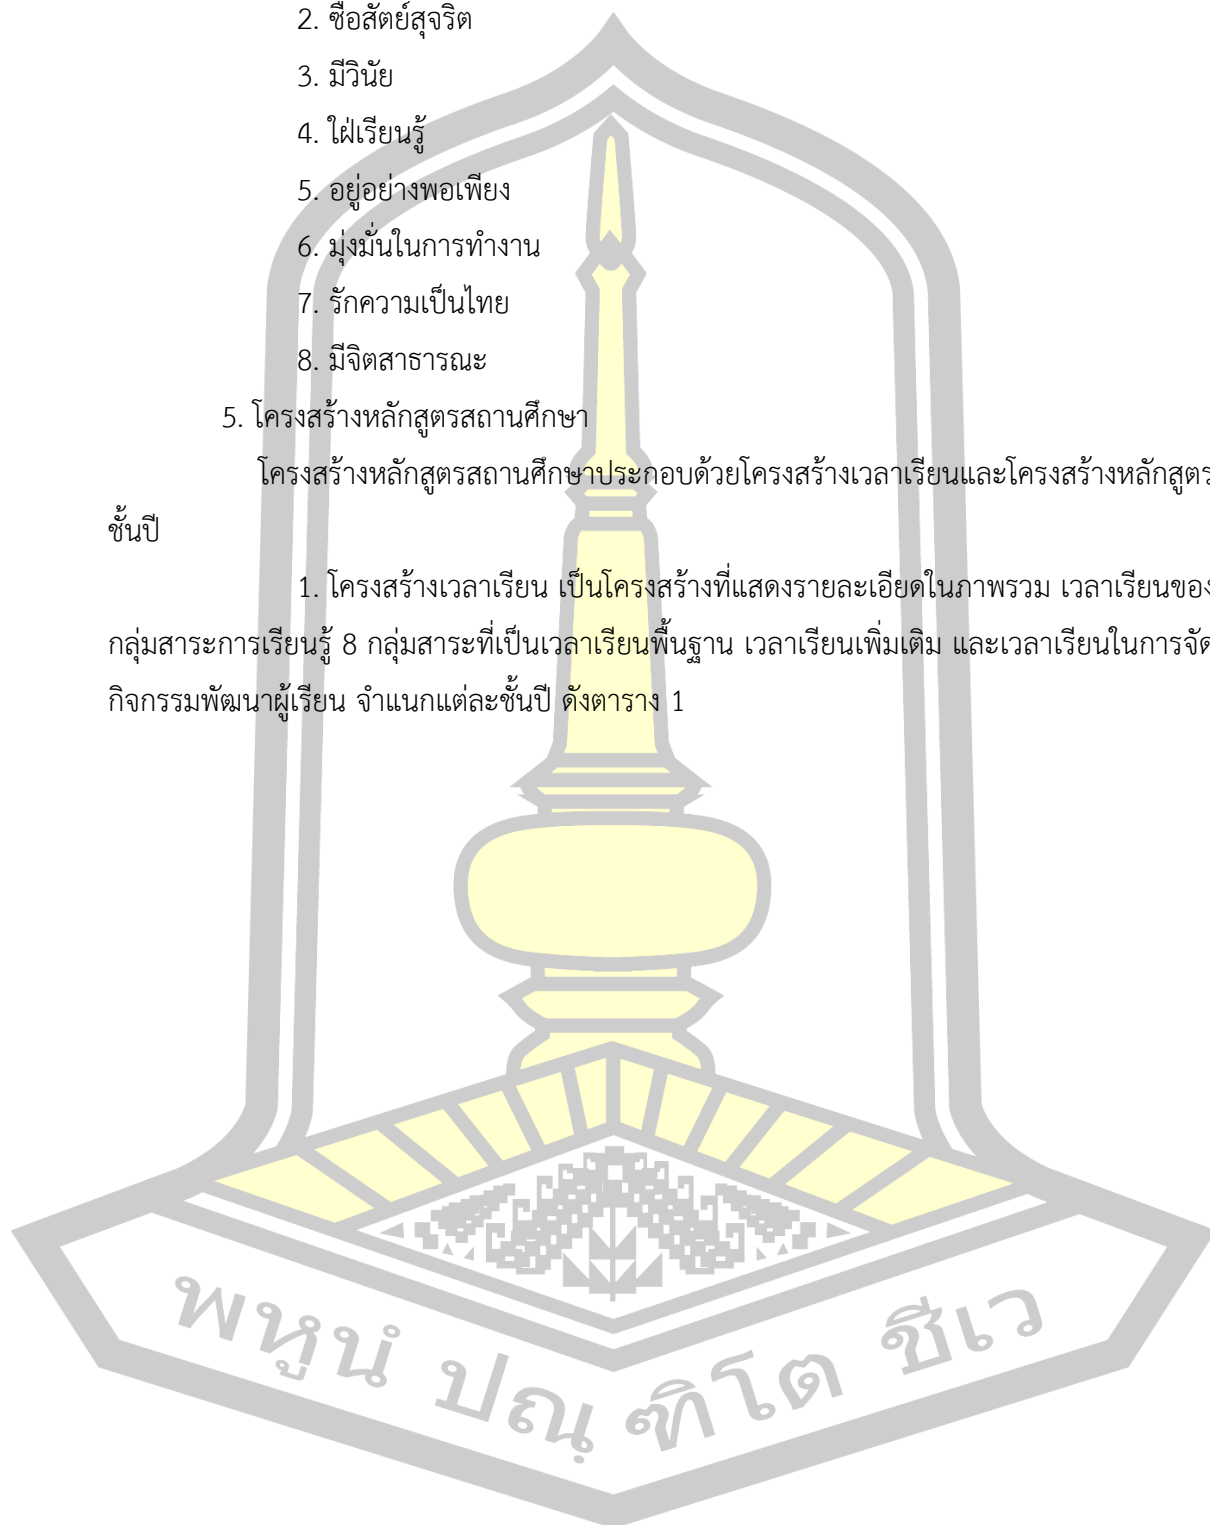 2. ซื่อสัตย์สุจริต
3. มีวินัย
4. ใฝ่เรียนรู้
5. อยู่อย่างพอเพียง
6. มุ่งมั่นในการทำงาน
7. รักความเป็นไทย
8. มีจิตสาธารณะ
5. โครงสร้างหลักสูตรสถานศึกษา
โครงสร้างหลักสูตรสถานศึกษาประกอบด้วยโครงสร้างเวลาเรียนและโครงสร้างหลักสูตร
ชั้นปี
1. โครงสร้างเวลาเรียน เป็นโครงสร้างที่แสดงรายละเอียดในภาพรวม เวลาเรียนของ
กลุ่มสาระการเรียนรู้ 8 กลุ่มสาระที่เป็นเวลาเรียนพื้นฐาน เวลาเรียนเพิ่มเติม และเวลาเรียนในการจัด
กิจกรรมพัฒนาผู้เรียน จำแนกแต่ละชั้นปี ดังตาราง 1
พหูนํ ปณฺ ฑิโต ชีเว